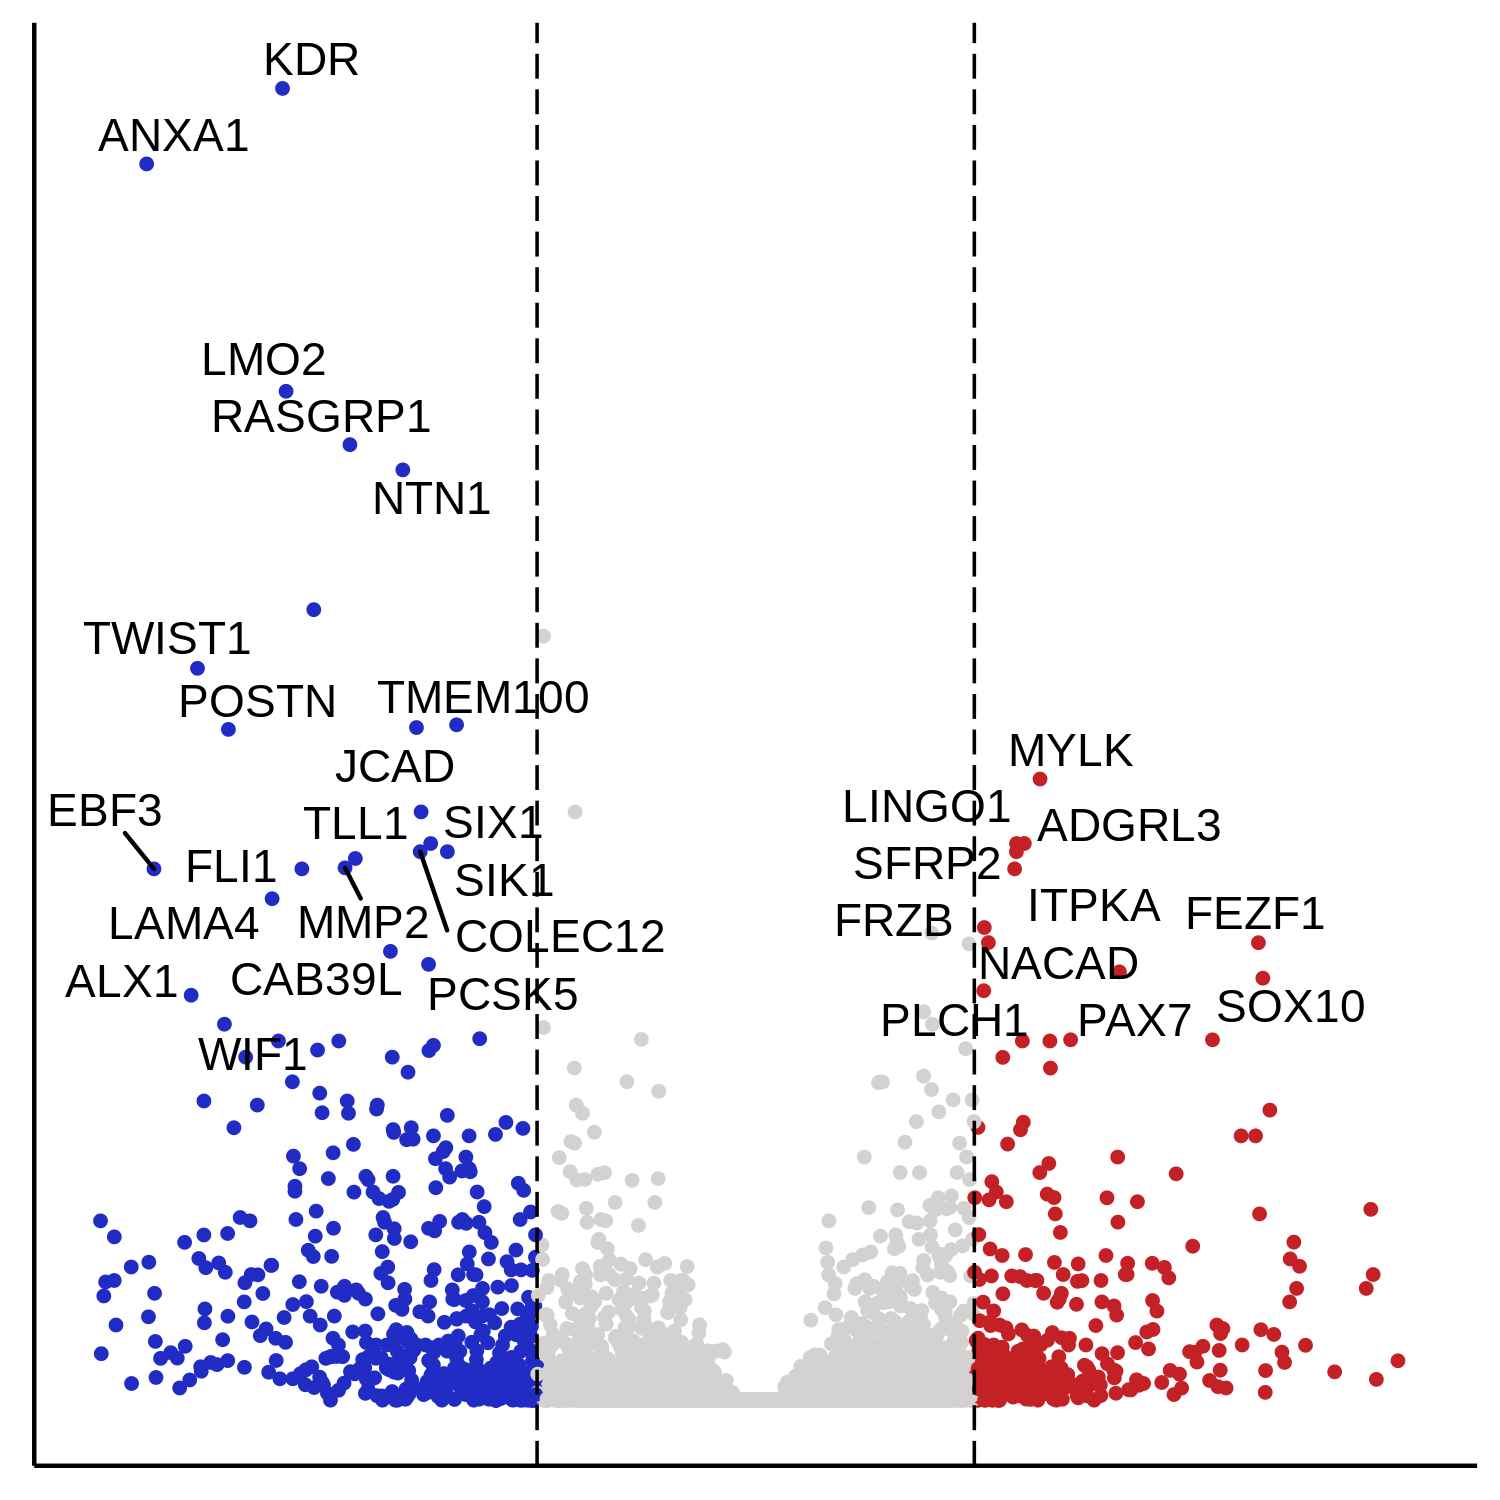 KDR
ANXA1
LMO2
RASGRP1
NTN1
TWIST1
POSTN
TMEM100
JCAD
MYLK
EBF3
TLL1
SIX1
LINGO1
ADGRL3
FLI1
SIK1
SFRP2
LAMA4
MMP2
COLEC12
FRZB
ITPKA
FEZF1
ALX1
CAB39L
PCSK5
NACAD
WIF1
PLCH1
PAX7
SOX10